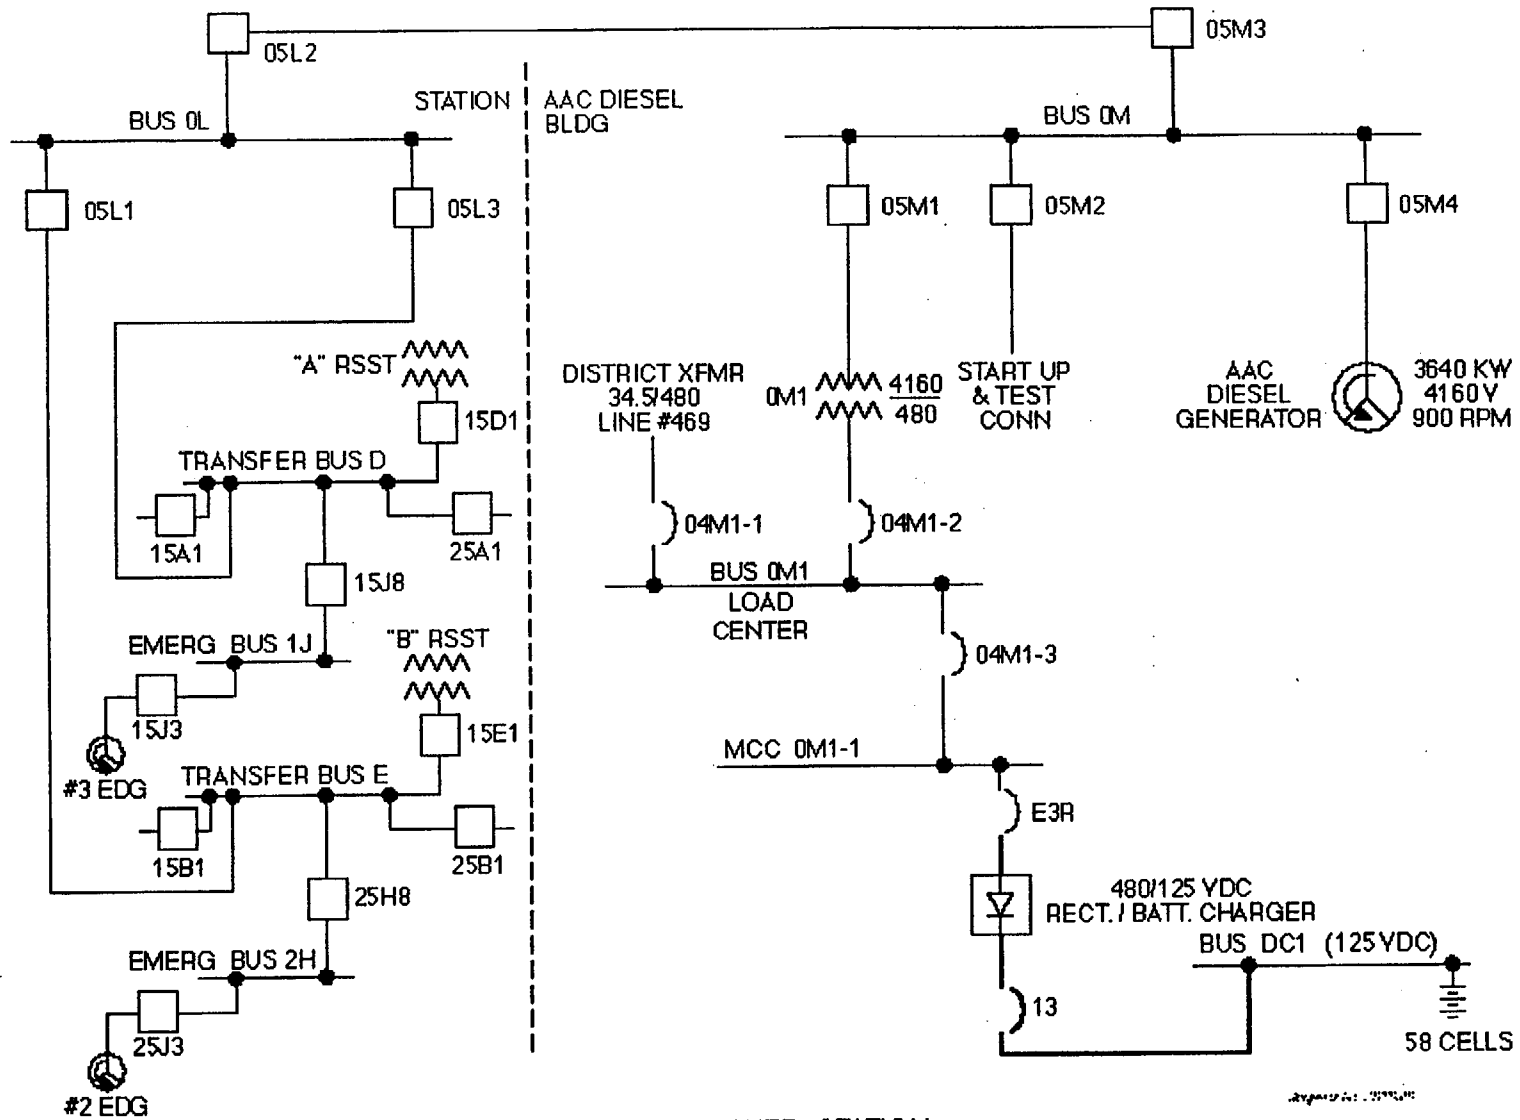 05L2
05M3
STATION
AAC DIESEL
BLDG
BUS 0L
BUS 0M
05L1
05L3
05M1
05M2
05M4
"A" RSST
DISTRICT XFMR
34.5/480
LINE #469
0M1
4160
480
START UP
& TEST
CONN
AAC
DIESEL
GENERATOR
3640 KW
4160 V
900 RPM
15D1
TRANSFER BUS D
15A1
25A1
04M1-1
04M1-2
15J8
BUS 0M1
LOAD
CENTER
EMERG BUS 1J
"B" RSST
04M1-3
15J3
15E1
#3 EDG
MCC 0M1-1
TRANSFER BUS E
15B1
25B1
E3R
25H8
480/125 VDC
RECT. / BATT. CHARGER
BUS DC1 (125VDC)
EMERG BUS 2H
25J3
13
58 CELLS
#2 EDG